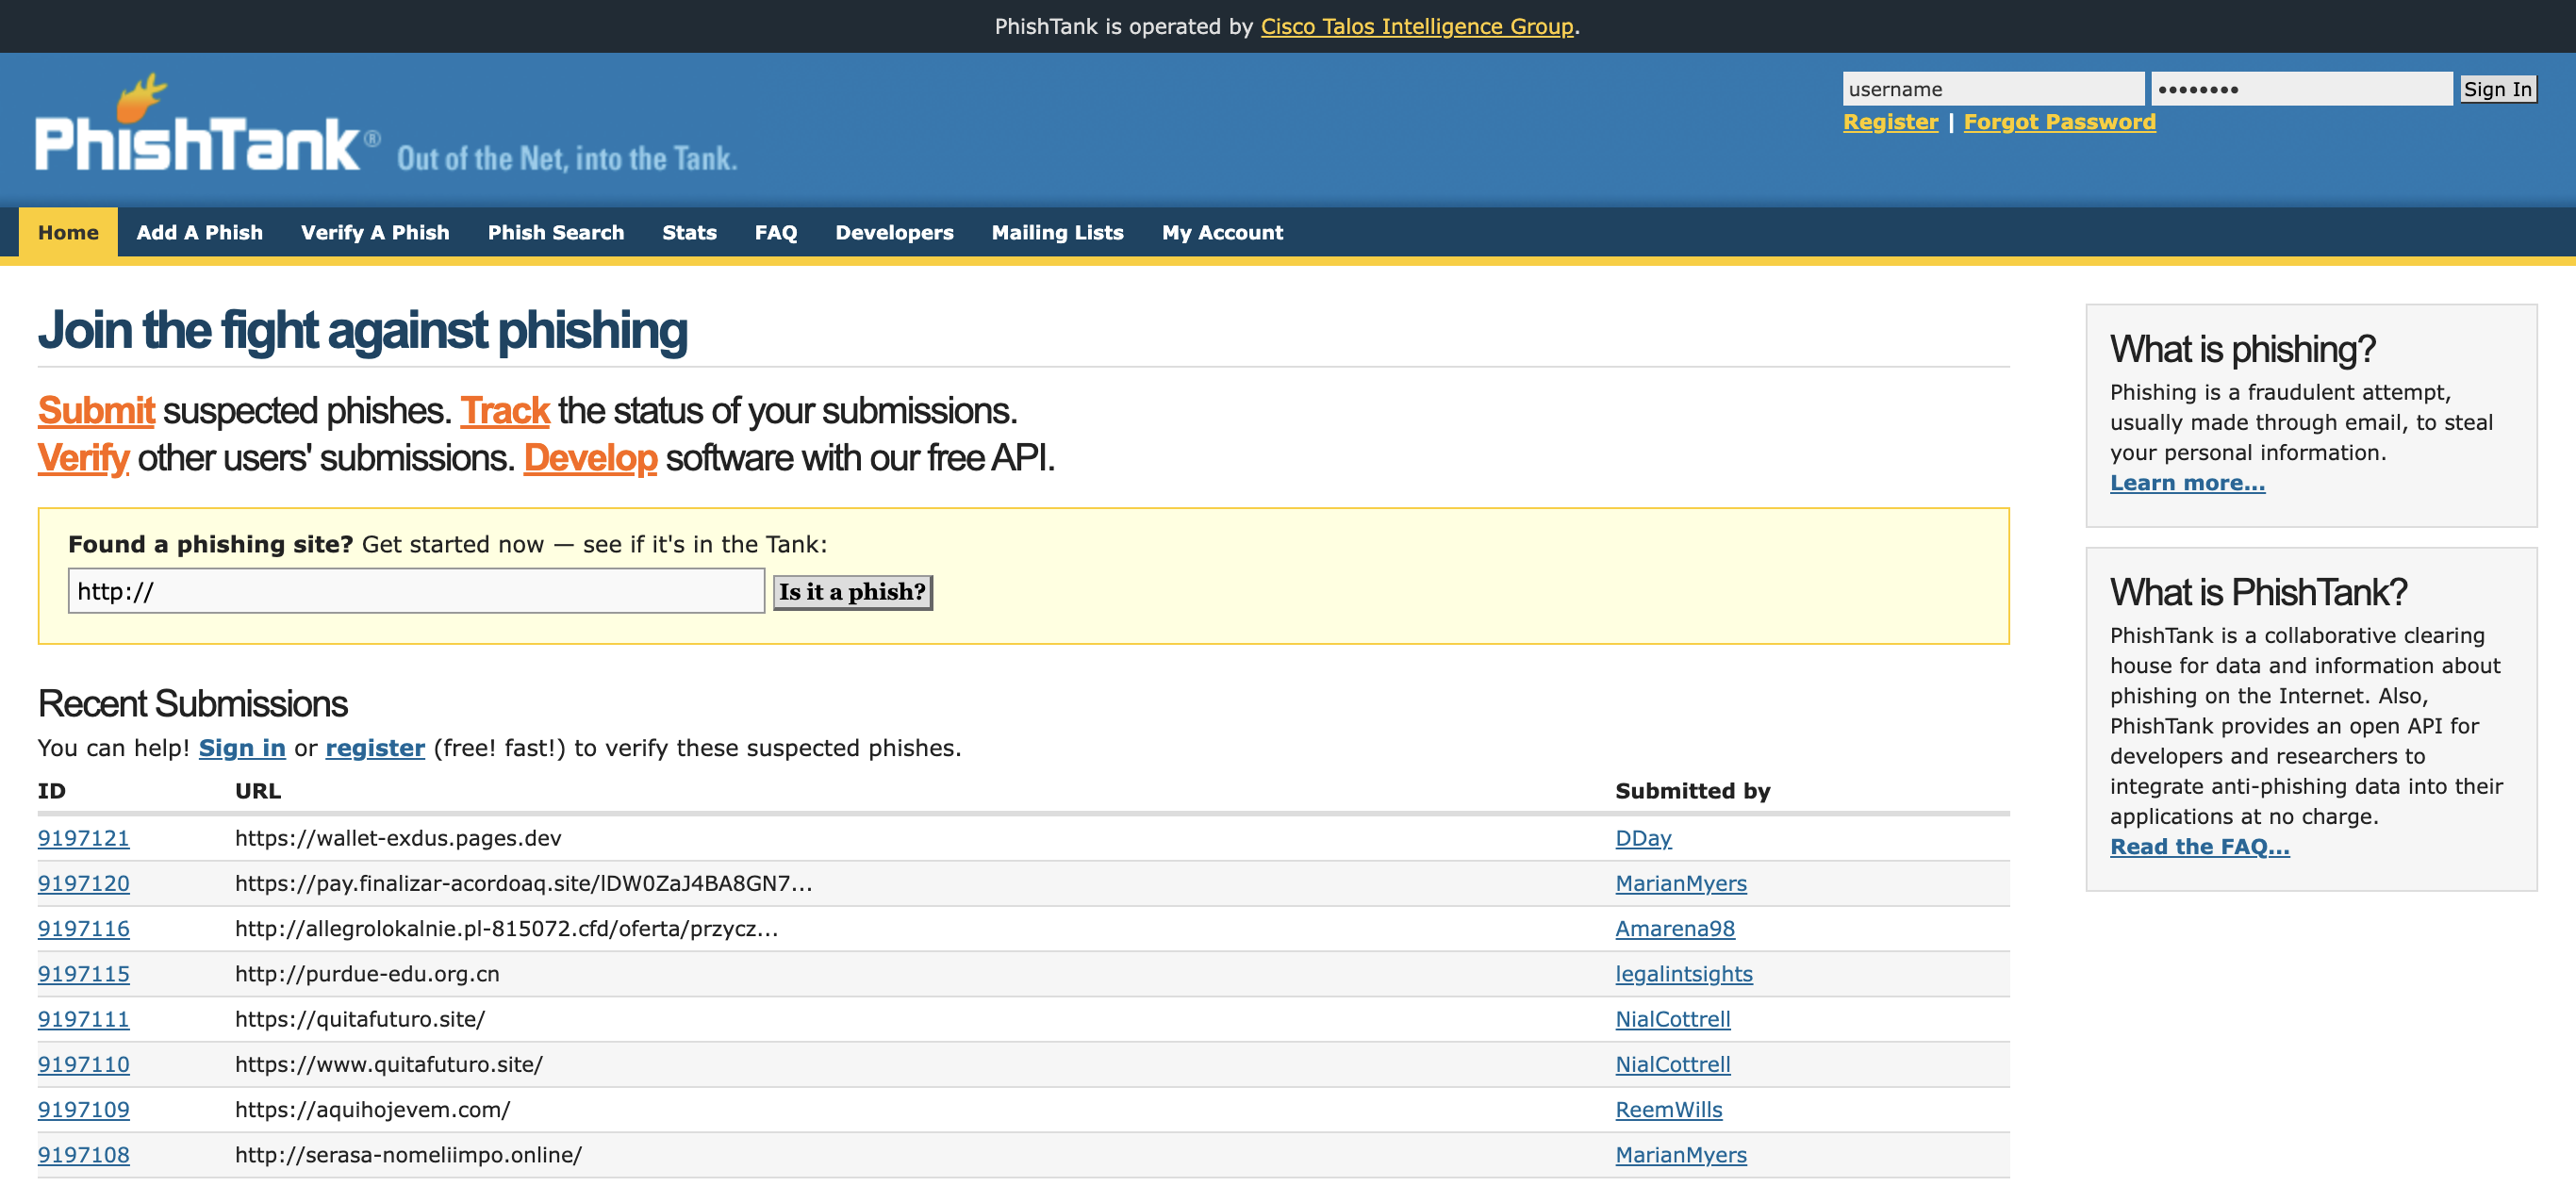 PhishTank is operated by Cisco Talos Intelligence Group.
PhishTank® Out of the Net, into the Tank.
username •••••••• Sign In
Register | Forgot Password
Home Add A Phish Verify A Phish Phish Search Stats FAQ Developers Mailing Lists My Account
Join the fight against phishing
Submit suspected phishes. Track the status of your submissions.
Verify other users' submissions. Develop software with our free API.
Found a phishing site? Get started now — see if it's in the Tank:
http:// Is it a phish?
Recent Submissions
You can help! Sign in or register (free! fast!) to verify these suspected phishes.
ID URL Submitted by
9197121 https://wallet-exdus.pages.dev DDay
9197120 https://pay.finalizar-acordoaq.site/lDW0ZaJ4BA8GN7... MarianMyers
9197116 http://allegrolokalnie.pl-815072.cfd/oferta/przycz... Amarena98
9197115 http://purdue-edu.org.cn legalintsights
9197111 https://quitafuturo.site/ NialCottrell
9197110 https://www.quitafuturo.site/ NialCottrell
9197109 https://aquihojevem.com/ ReemWills
9197108 http://serasa-nomeliimpo.online/ MarianMyers
What is phishing?
Phishing is a fraudulent attempt,
usually made through email, to steal
your personal information.
Learn more...
What is PhishTank?
PhishTank is a collaborative clearing
house for data and information about
phishing on the Internet. Also,
PhishTank provides an open API for
developers and researchers to
integrate anti-phishing data into their
applications at no charge.
Read the FAQ...